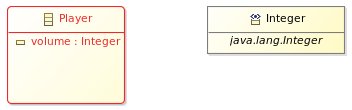 Player
volume : Integer
Integer
java.lang.Integer